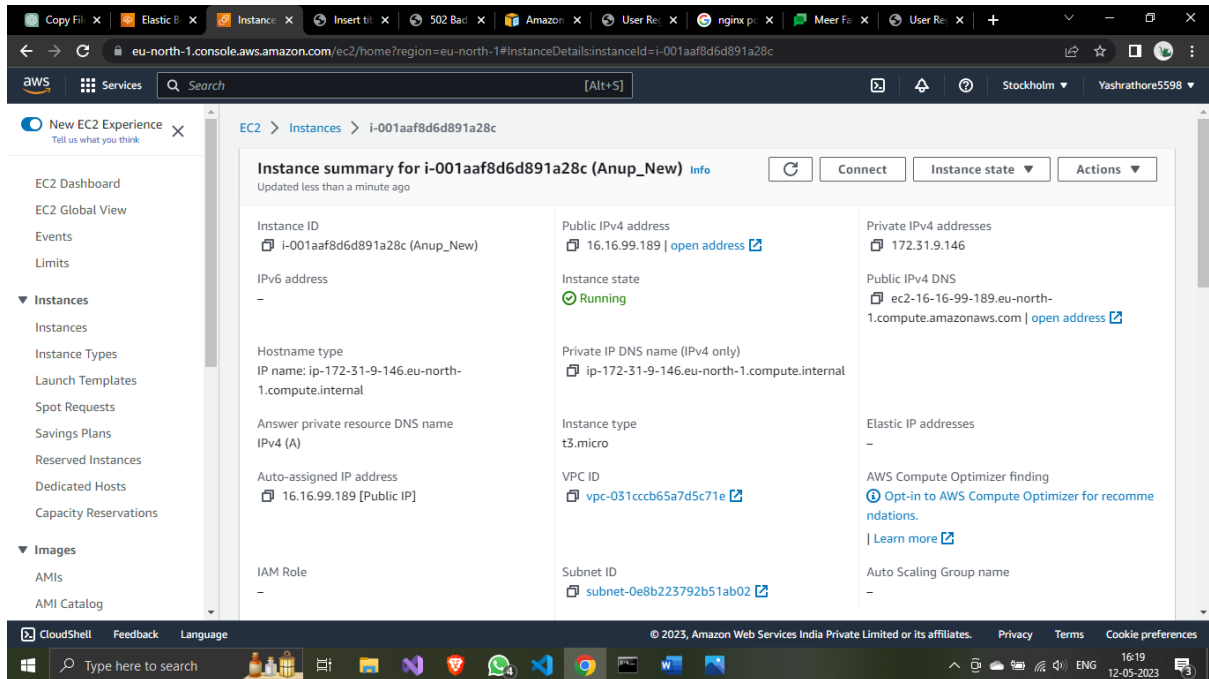 Copy Fil
Elastic B
Instance
Insert tit
502 Bad
Amazon
User Reg
nginx po
Meer Fa
User Re
eu-north-1.console.aws.amazon.com/ec2/home?region=eu-north-1#InstanceDetails:instanceId=i-001aaf8d6d891a28c
aws
Services
Search
[Alt+S]
Stockholm ▼
Yashrathore5598 ▼
New EC2 Experience
Tell us what you think
EC2 Dashboard
EC2 Global View
Events
Limits
▼ Instances
Instances
Instance Types
Launch Templates
Spot Requests
Savings Plans
Reserved Instances
Dedicated Hosts
Capacity Reservations
▼ Images
AMIs
AMI Catalog
EC2 > Instances > i-001aaf8d6d891a28c
Instance summary for i-001aaf8d6d891a28c (Anup_New) Info
Updated less than a minute ago
Connect
Instance state ▼
Actions ▼
Instance ID
i-001aaf8d6d891a28c (Anup_New)
Public IPv4 address
16.16.99.189 | open address
Private IPv4 addresses
172.31.9.146
IPv6 address
–
Instance state
Running
Public IPv4 DNS
ec2-16-16-99-189.eu-north-
1.compute.amazonaws.com | open address
Hostname type
IP name: ip-172-31-9-146.eu-north-
1.compute.internal
Private IP DNS name (IPv4 only)
ip-172-31-9-146.eu-north-1.compute.internal
Answer private resource DNS name
IPv4 (A)
Instance type
t3.micro
Elastic IP addresses
–
Auto-assigned IP address
16.16.99.189 [Public IP]
VPC ID
vpc-031cccb65a7d5c71e
AWS Compute Optimizer finding
Opt-in to AWS Compute Optimizer for recomme
ndations.
| Learn more
IAM Role
–
Subnet ID
subnet-0e8b223792b51ab02
Auto Scaling Group name
–
CloudShell
Feedback
Language
© 2023, Amazon Web Services India Private Limited or its affiliates.
Privacy
Terms
Cookie preferences
Type here to search
4
ENG
16:19
12-05-2023
3